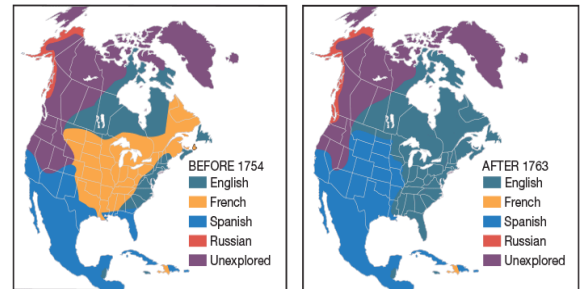 BEFORE 1754
English
French
Spanish
Russian
Unexplored
AFTER 1763
English
French
Spanish
Russian
Unexplored